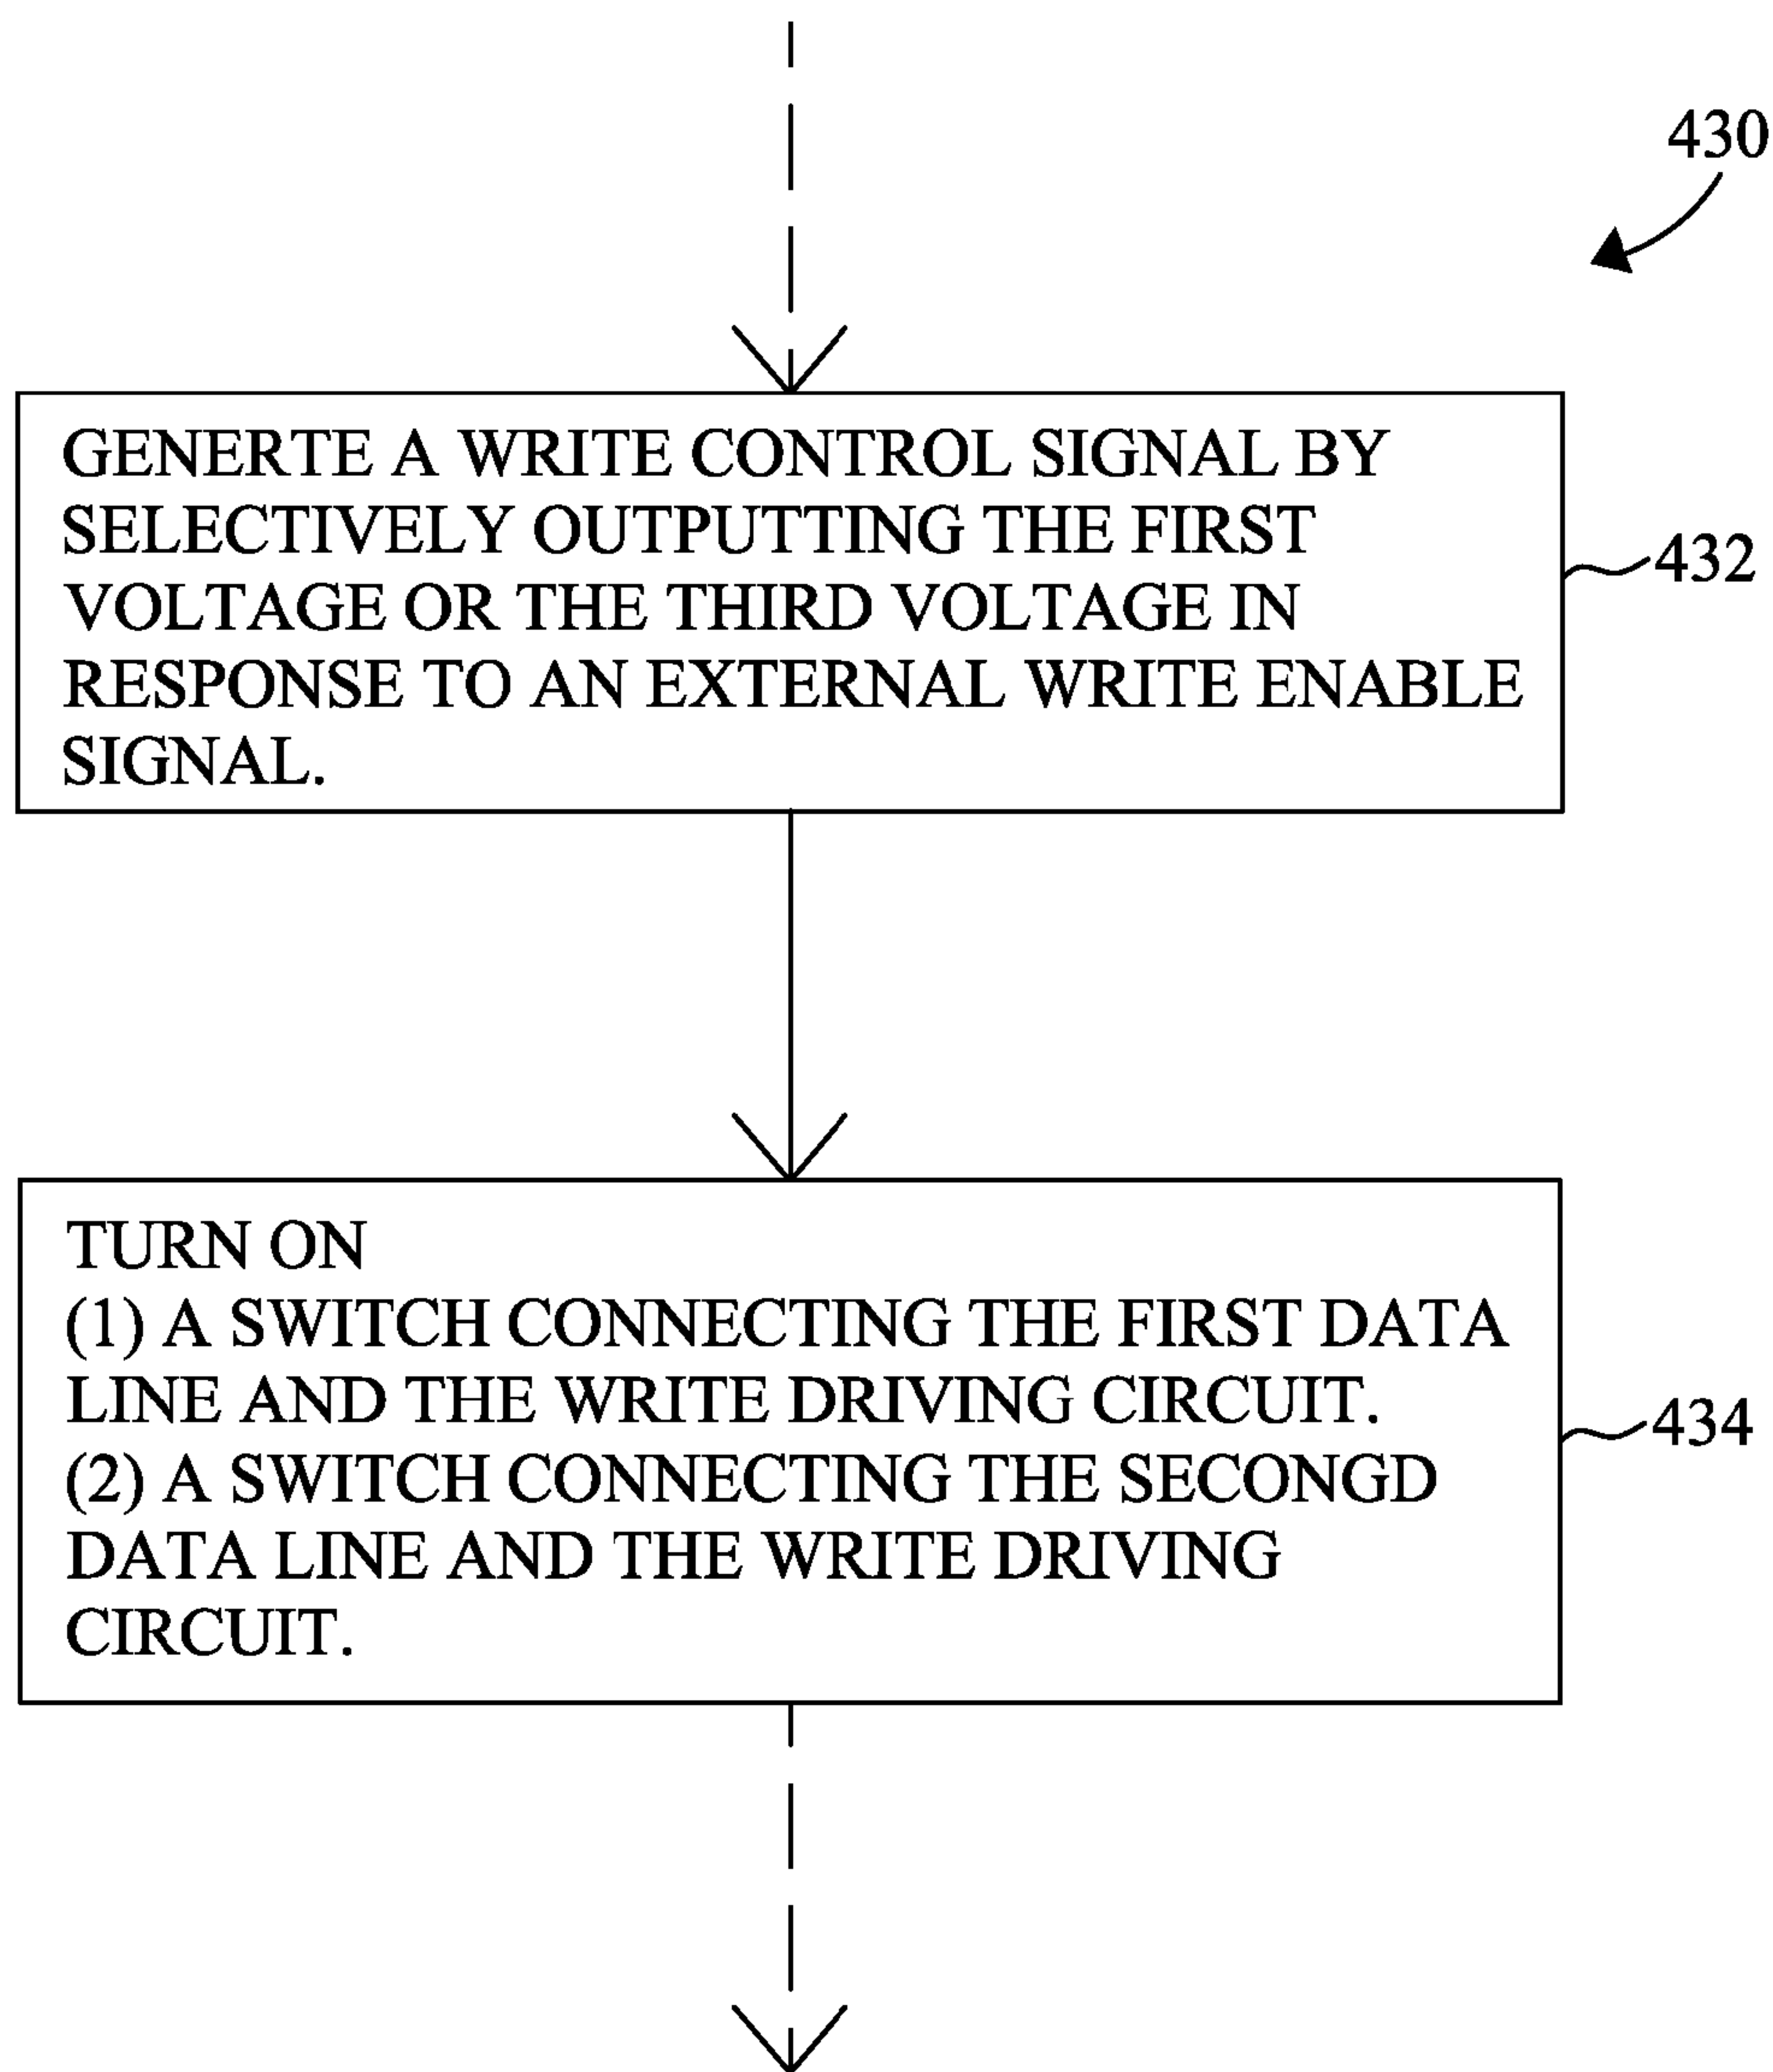 430
GENERTE A WRITE CONTROL SIGNAL BY
SELECTIVELY OUTPUTTING THE FIRST
VOLTAGE OR THE THIRD VOLTAGE IN
RESPONSE TO AN EXTERNAL WRITE ENABLE
SIGNAL.
432
TURN ON
(1) A SWITCH CONNECTING THE FIRST DATA
LINE AND THE WRITE DRIVING CIRCUIT.
(2) A SWITCH CONNECTING THE SECONGD
DATA LINE AND THE WRITE DRIVING
CIRCUIT.
434